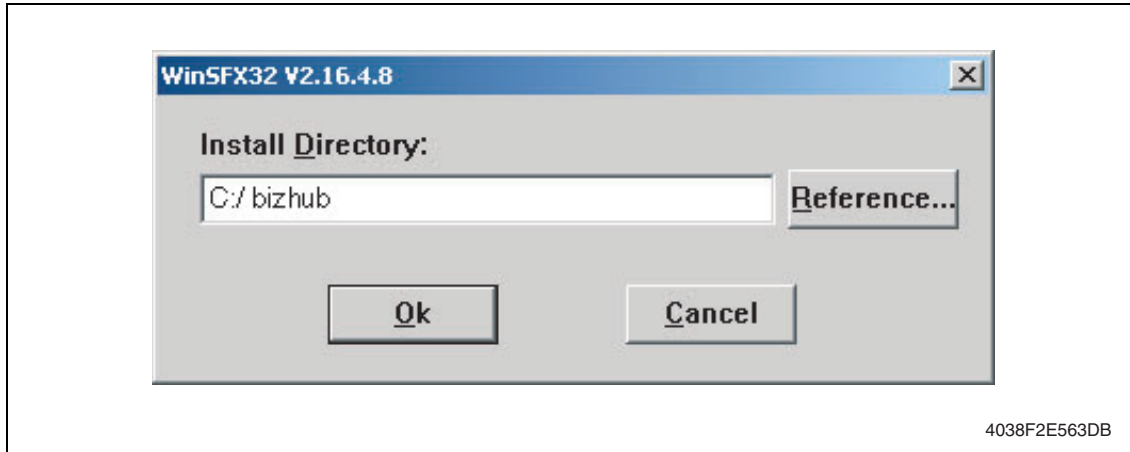 WinSFX32 V2.16.4.8
Install Directory:
C:/ bizhub
Reference...
Ok
Cancel
4038F2E563DB